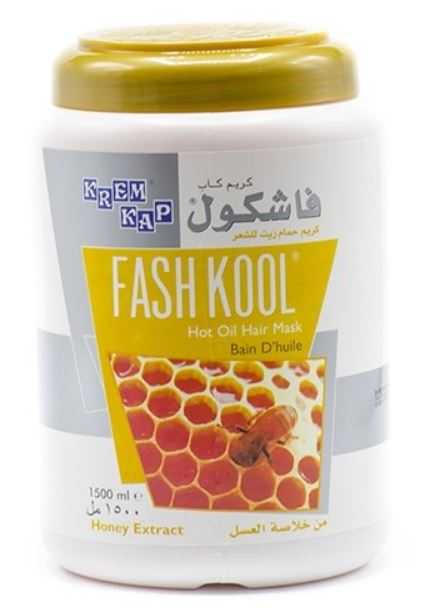 كريم كاب
KREM
KAP
فاشكول
كريم حمام زيت للشعر
FASH KOOL®
Hot Oil Hair Mask
Bain D'huile
1500 ml ℮
١٥٠٠ مل
Honey Extract
من خلاصة العسل